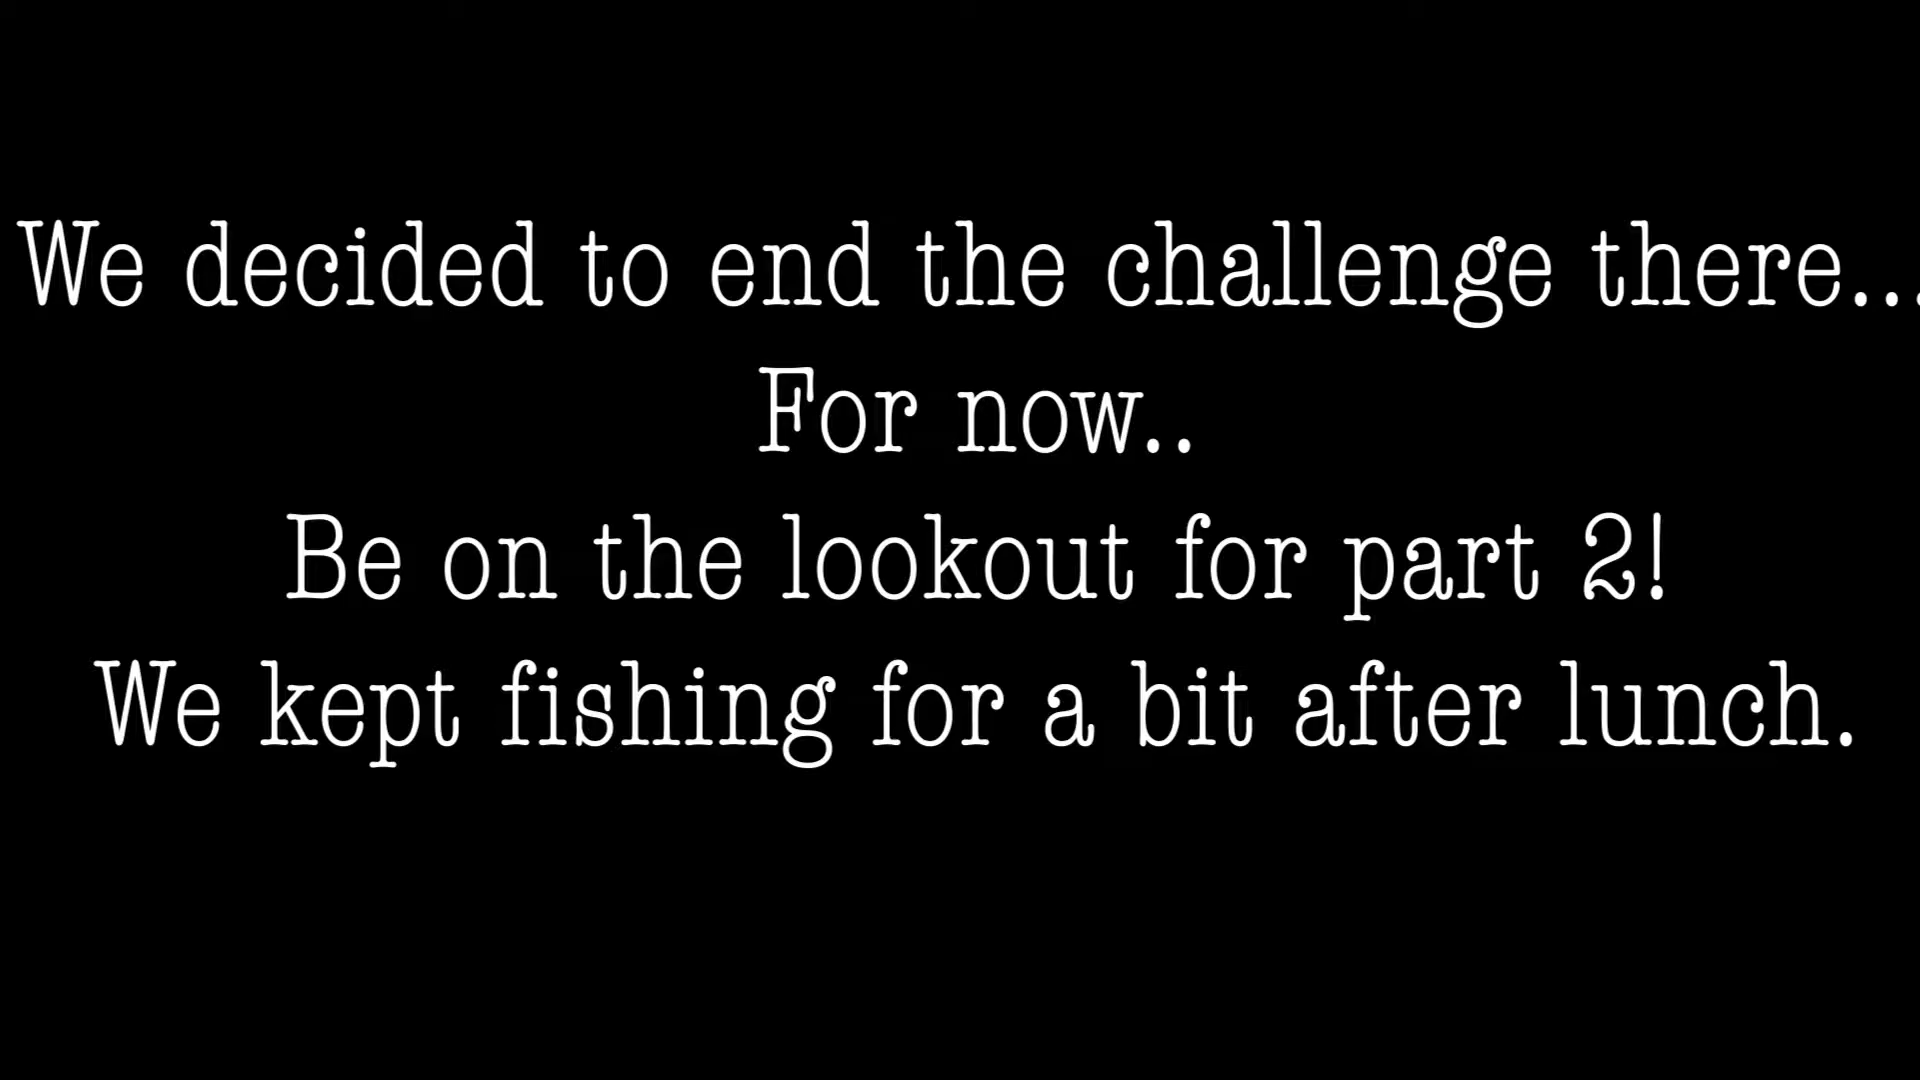 We decided to end the challenge there...
For now..
Be on the lookout for part 2!
We kept fishing for a bit after lunch.